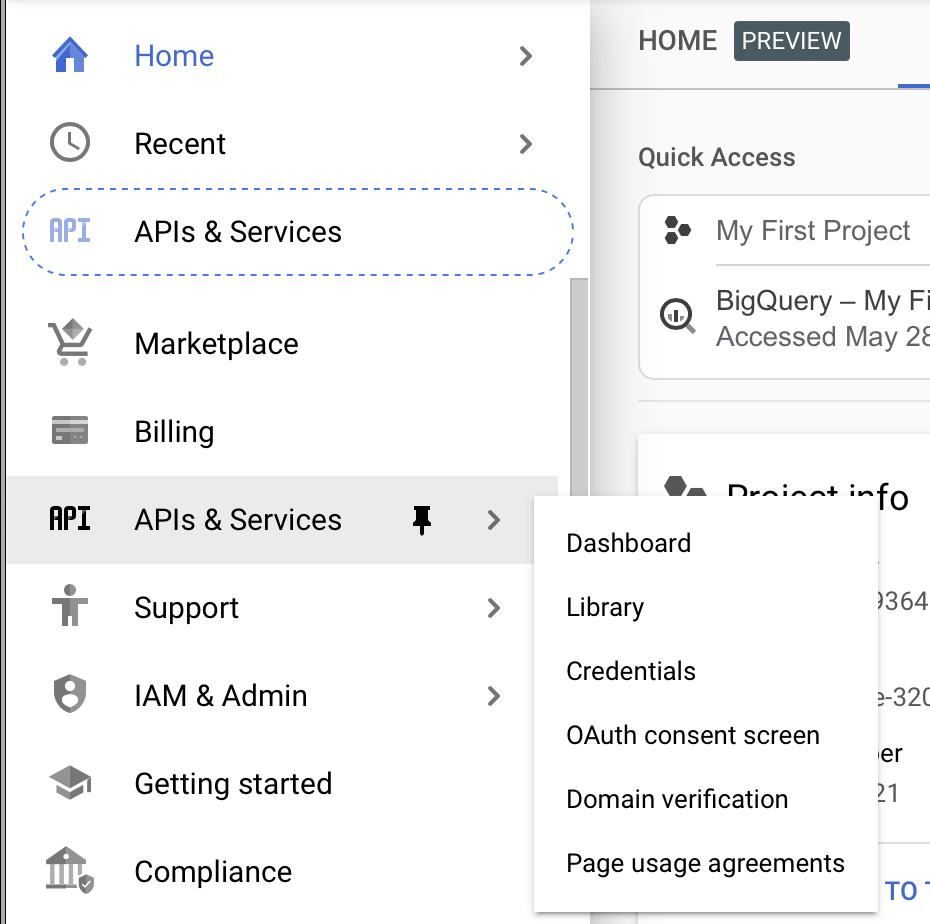 Home
Recent
API APIs & Services
Marketplace
Billing
API APIs & Services
Support
IAM & Admin
Getting started
Compliance
HOME PREVIEW
Quick Access
My First Project
BigQuery – My Fi
Accessed May 28
Project info
9364
e-320
er
21
TO
Dashboard
Library
Credentials
OAuth consent screen
Domain verification
Page usage agreements